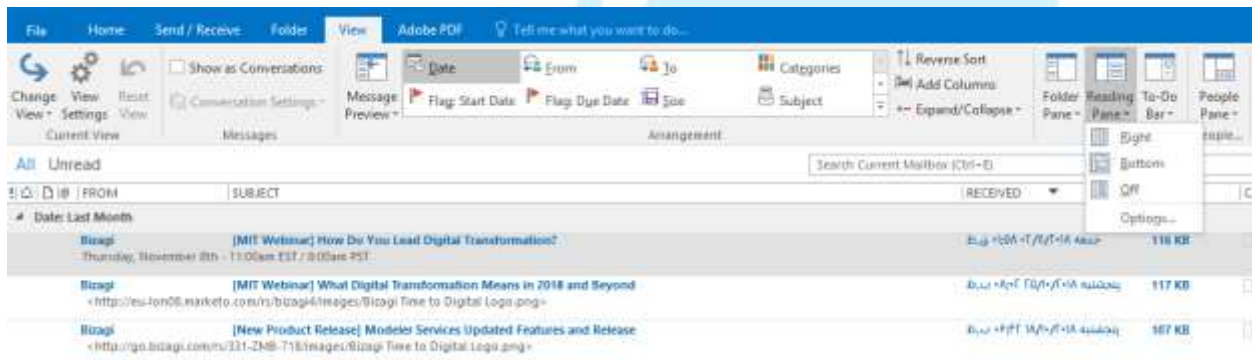 File Home Send / Receive Folder View Adobe PDF Tell me what you want to do...
Show as Conversations Date From To Categories Reverse Sort
Add Columns
Change View Reset Conversation Settings Message Flag: Start Date Flag: Due Date Size Subject Expand/Collapse Folder Reading To-Do People
View Settings View Preview Pane Pane Bar Pane
Current View Messages Arrangement
Right
Bottom
Off
Options...
All Unread Search Current Mailbox (Ctrl+E)
FROM SUBJECT RECEIVED
Date: Last Month
Bizagi [MIT Webinar] How Do You Lead Digital Transformation? 116 KB
Thursday, November 8th - 11:00am EST / 8:00am PST
Bizagi [MIT Webinar] What Digital Transformation Means in 2018 and Beyond 117 KB
Bizagi [New Product Release] Modeler Services Updated Features and Release 107 KB